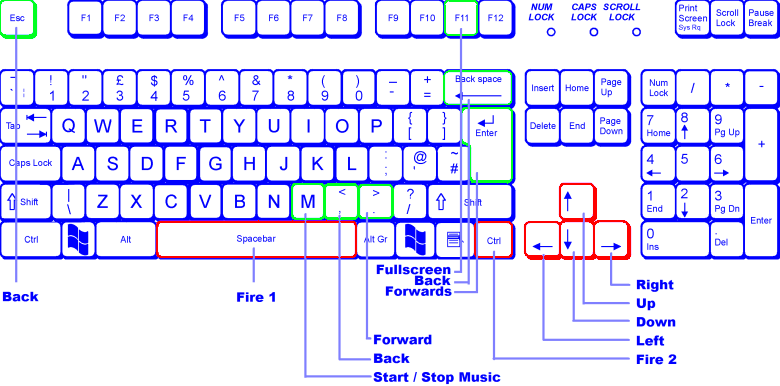 Esc F1 F2 F3 F4 F5 F6 F7 F8 F9 F10 F11 F12 NUM LOCK CAPS LOCK SCROLL LOCK Print Screen Sys Rq Scroll Lock Pause Break
¬ ! " £ $ % ^ & * ( ) – + Back space Insert Home Page Up Num Lock / * -
` ¦ 1 2 3 4 5 6 7 8 9 0 - =
Tab Q W E R T Y U I O P { [ } ] Enter Delete End Page Down 7 Home 8 9 Pg Up +
Caps Lock A S D F G H J K L : ; @ ' ~ # 4 5 6
Shift | \ Z X C V B N M < , > . ? / Shift 1 End 2 3 Pg Dn Enter
Ctrl Alt Spacebar Alt Gr Ctrl 0 Ins . Del
Fullscreen
Back
Forwards
Back
Fire 1
Right
Up
Down
Left
Fire 2
Forward
Back
Start / Stop Music